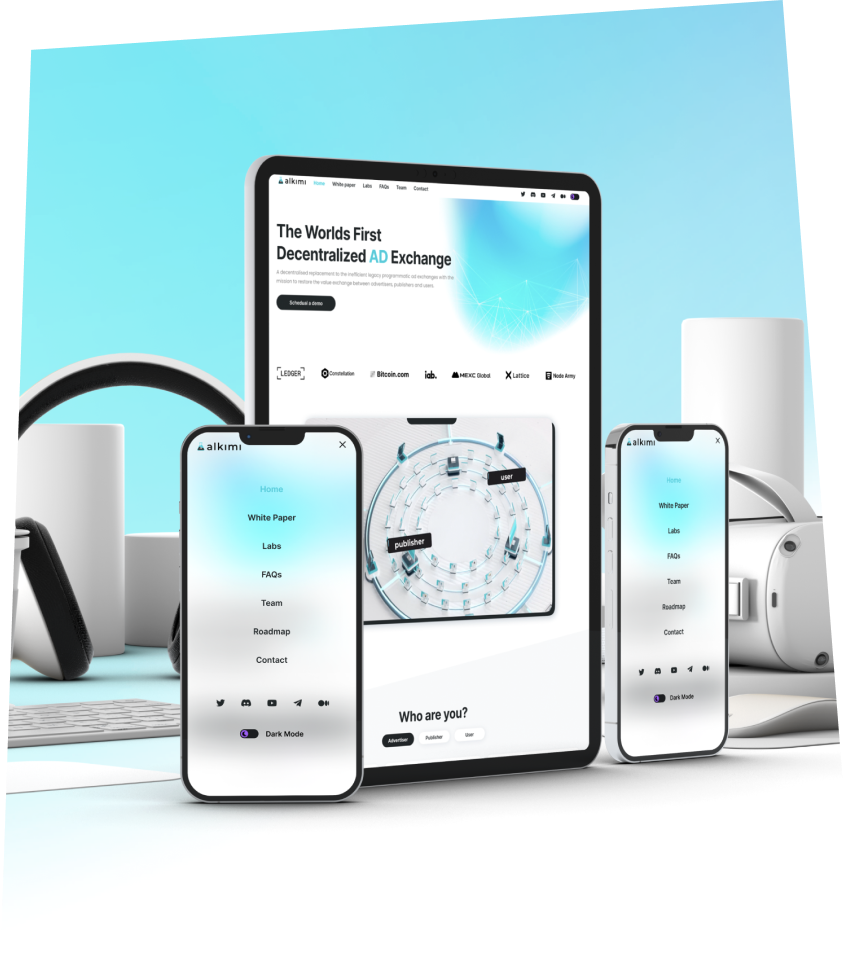 alkimi Home White paper Labs FAQs Team Contact
The Worlds First
Decentralized AD Exchange
A decentralised replacement to the inefficient legacy programmatic ad exchanges with the
mission to restore the value exchange between advertisers, publishers and users
Schedual a demo
LEDGER Constellation Bitcoin.com iab. MEXC Global Lattice Node Army
user
publisher
Who are you?
Advertiser Publisher User
alkimi
Home
White Paper
Labs
FAQs
Team
Roadmap
Contact
Dark Mode
alkimi
Home
White Paper
Labs
FAQs
Team
Roadmap
Contact
Dark Mode